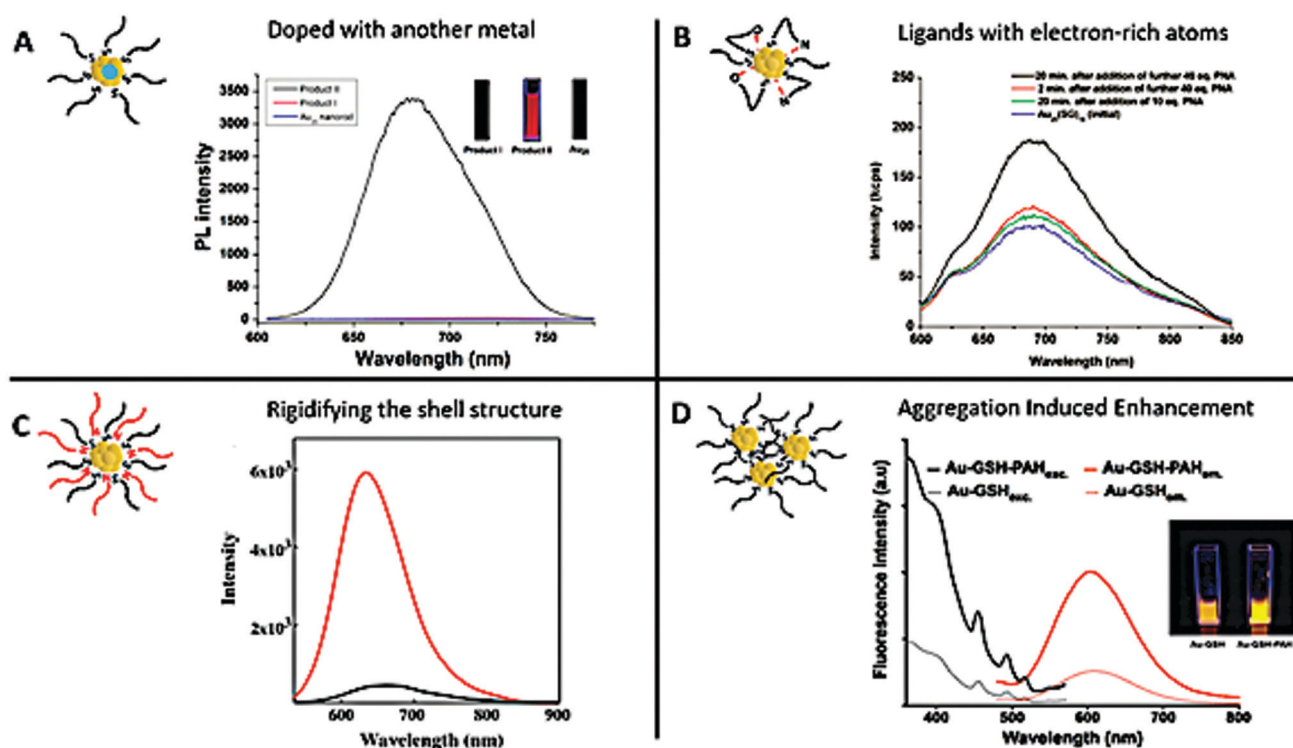 A
Doped with another metal
Product II
Product I
Au₂₅ nanorod
Product I
Product II
PL intensity
3500
3000
2500
2000
1500
1000
500
0
600
650
700
750
Wavelength (nm)
B
O
N
O
N
Ligands with electron-rich atoms
20 min. after addition of further 40 eq. PNA
2 min. after addition of further 40 eq. PNA
20 min. after addition of 10 eq. PNA
(initial)
Intensity (kcps)
250
200
150
100
50
0
600
650
700
750
800
850
Wavelength (nm)
C
Rigidifying the shell structure
Intensity
6x10³
4x10³
2x10³
600
700
800
900
Wavelength (nm)
D
Aggregation Induced Enhancement
Au-GSH-PAHexc.
Au-GSH-PAHem.
Au-GSHexc.
Au-GSHem.
Fluorescence Intensity (a.u)
Au-GSH
Au-GSH-PAH
400
500
600
700
800
Wavelength (nm)